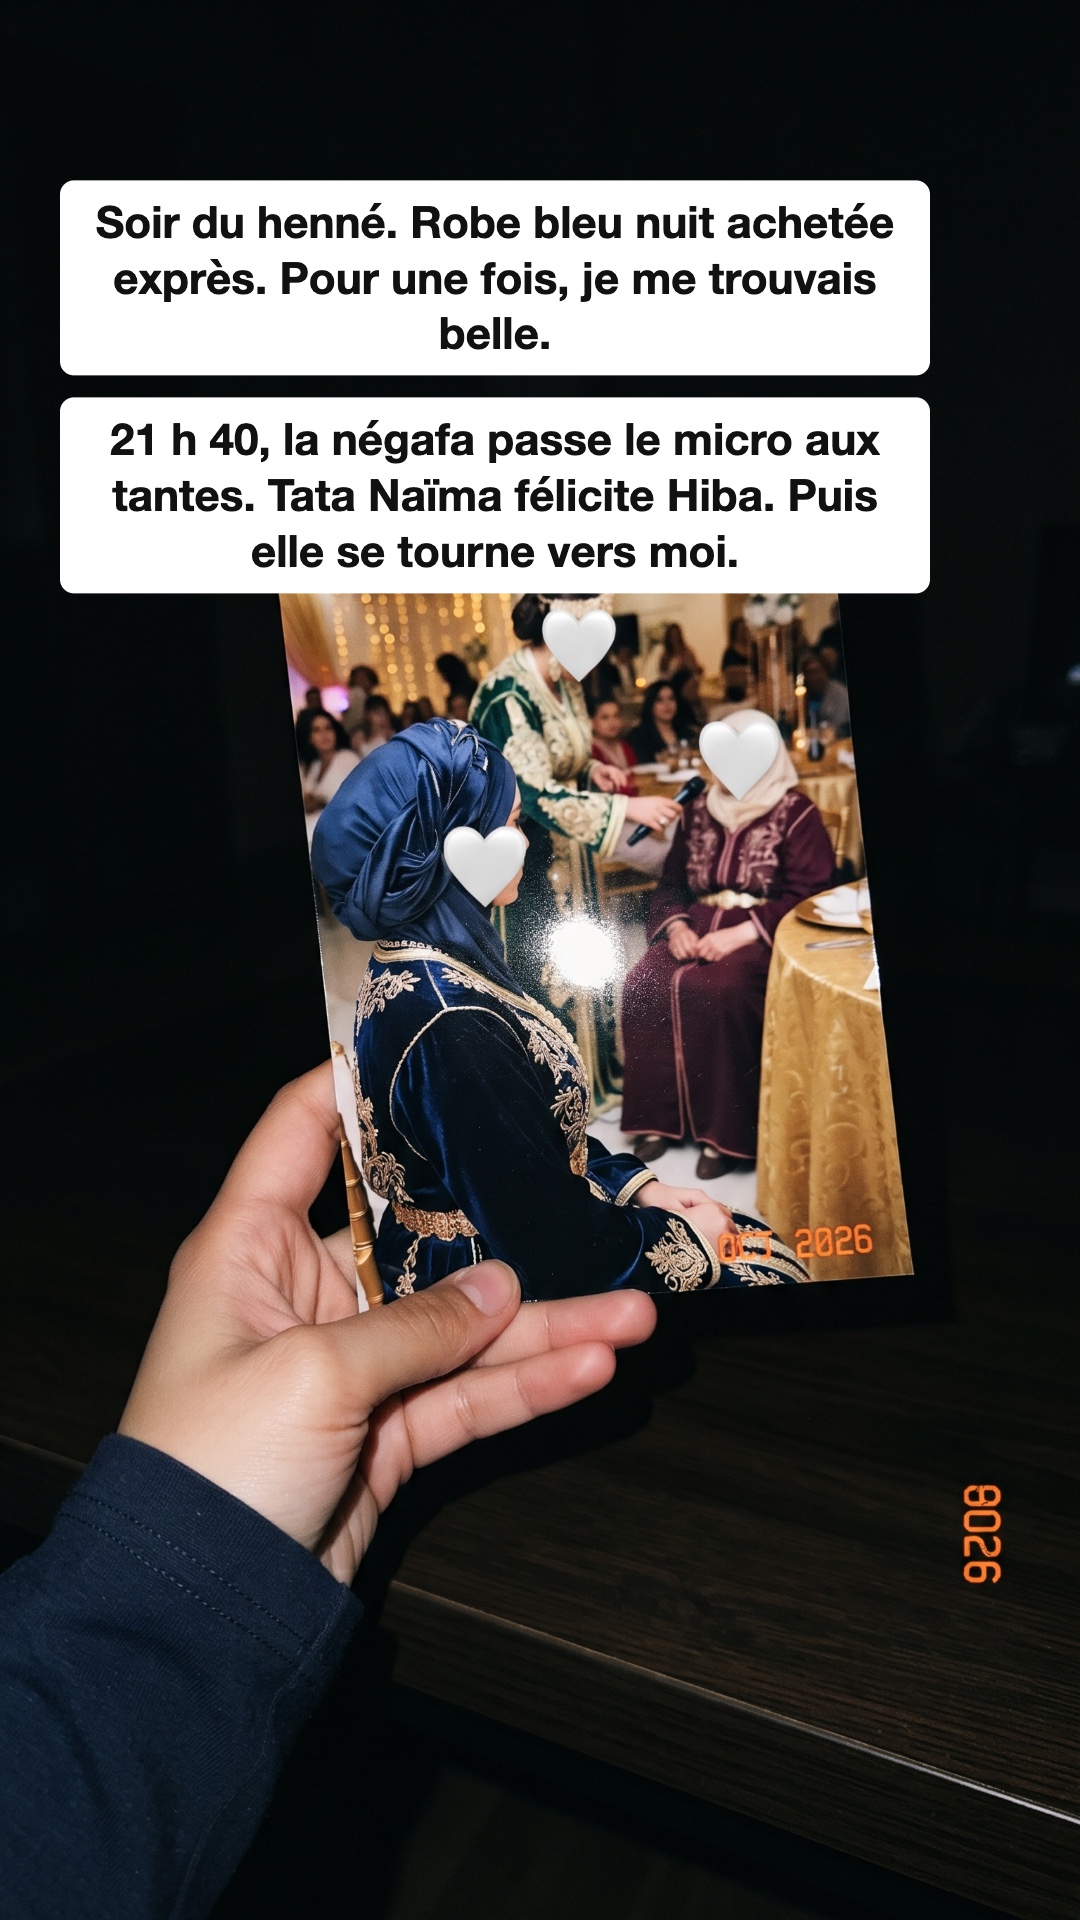 Soir du henné. Robe bleu nuit achetée
exprès. Pour une fois, je me trouvais
belle.
21 h 40, la négafa passe le micro aux
tantes. Tata Naïma félicite Hiba. Puis
elle se tourne vers moi.
OCT 2026
9026